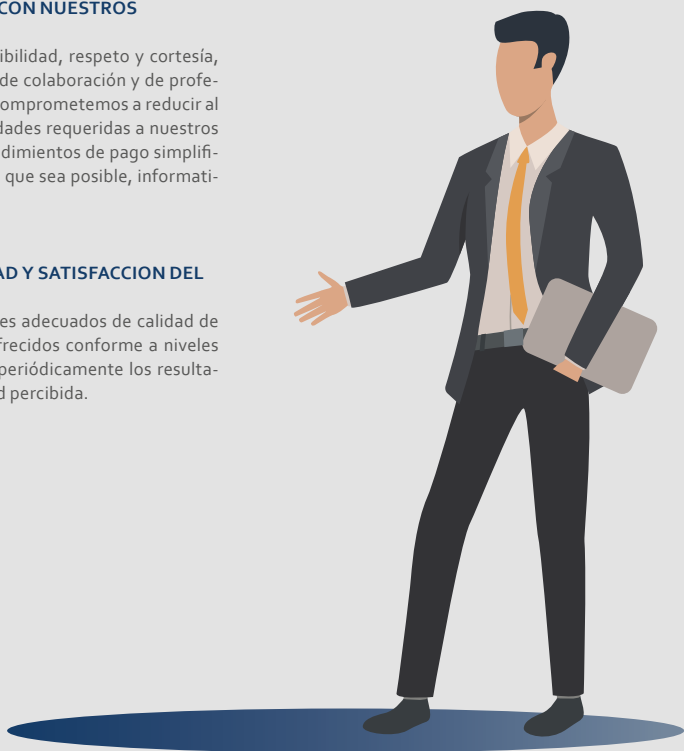 CON NUESTROS
ibilidad, respeto y cortesía,
de colaboración y de profe-
omprometemos a reducir al
dades requeridas a nuestros
dimientos de pago simplifi-
que sea posible, informati-
AD Y SATISFACCION DEL
es adecuados de calidad de
frecidos conforme a niveles
periódicamente los resulta-
d percibida.